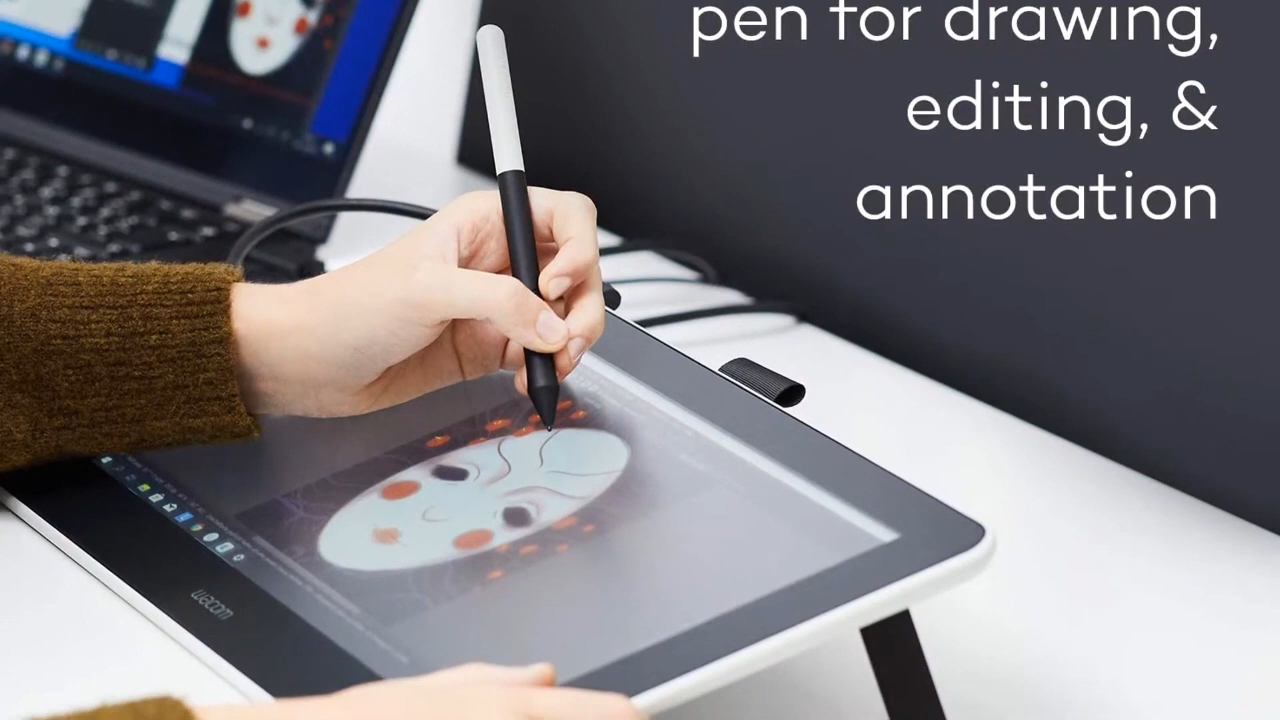 pen for drawing,
editing, &
annotation
wacom